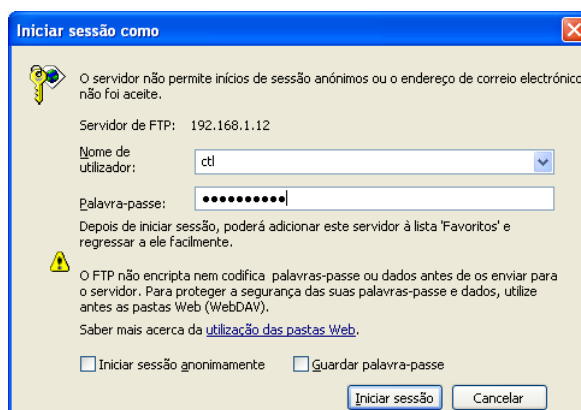 Iniciar sessão como
O servidor não permite inícios de sessão anónimos ou o endereço de correio electrónico
não foi aceite.
Servidor de FTP: 192.168.1.12
Nome de
utilizador:
ctl
Palavra-passe: ●●●●●●●●●●
Depois de iniciar sessão, poderá adicionar este servidor à lista 'Favoritos' e
regressar a ele facilmente.
O FTP não encripta nem codifica palavras-passe ou dados antes de os enviar para
o servidor. Para proteger a segurança das suas palavras-passe e dados, utilize
antes as pastas Web (WebDAV).
Saber mais acerca da utilização das pastas Web.
Iniciar sessão anonimamente Guardar palavra-passe
Iniciar sessão Cancelar